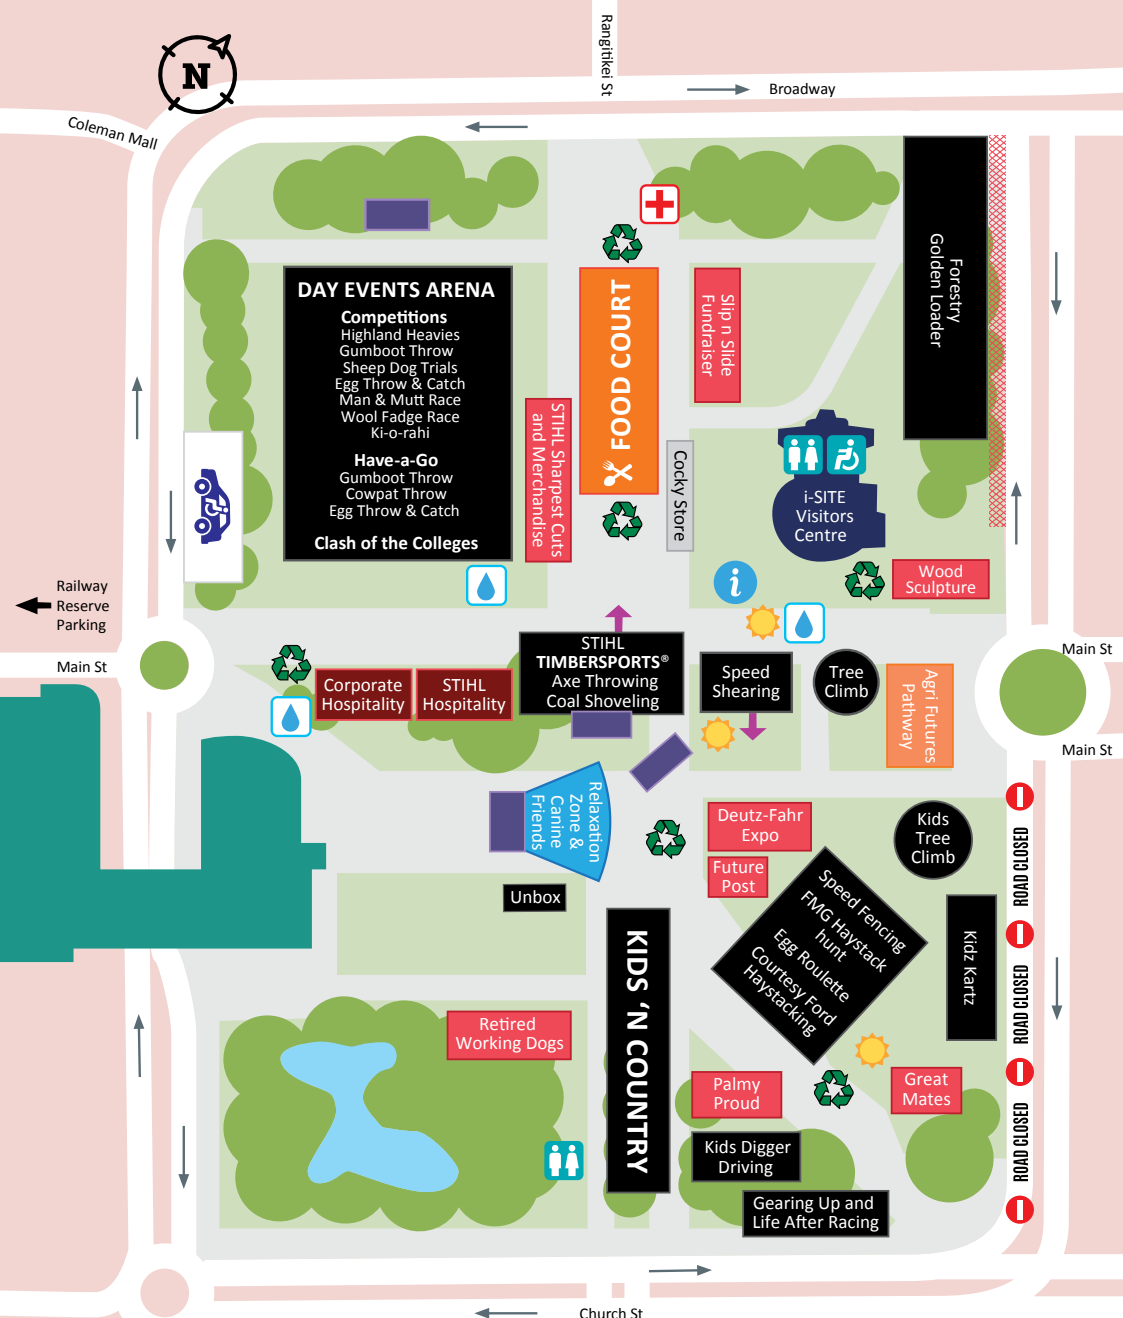 Rangitikei St
Broadway
N
Coleman Mall
DAY EVENTS ARENA
Competitions
Highland Heavies
Gumboot Throw
Sheep Dog Trials
Egg Throw & Catch
Man & Mutt Race
Wool Fadge Race
Ki-o-rahi
Have-a-Go
Gumboot Throw
Cowpat Throw
Egg Throw & Catch
Clash of the Colleges
FOOD COURT
Slip n Slide
Fundraiser
Forestry
Golden Loader
STIHL Sharpest Cuts
and Merchandise
Cocky Store
i-SITE
Visitors
Centre
i
Wood
Sculpture
Railway
Reserve
Parking
Main St
Main St
Main St
Corporate
Hospitality
STIHL
Hospitality
STIHL
TIMBERSPORTS®
Axe Throwing
Coal Shoveling
Speed
Shearing
Tree
Climb
Agri Futures
Pathway
Relaxation
Zone &
Canine
Friends
Deutz-Fahr
Expo
Future
Post
Kids
Tree
Climb
Unbox
KIDS ‘N COUNTRY
Speed Fencing
FMG Haystack
hunt
Egg Roulette
Courtesy Ford
Haystacking
Kidz Kartz
ROAD CLOSED
ROAD CLOSED
ROAD CLOSED
Retired
Working Dogs
Palmy
Proud
Great
Mates
Kids Digger
Driving
Gearing Up and
Life After Racing
Church St